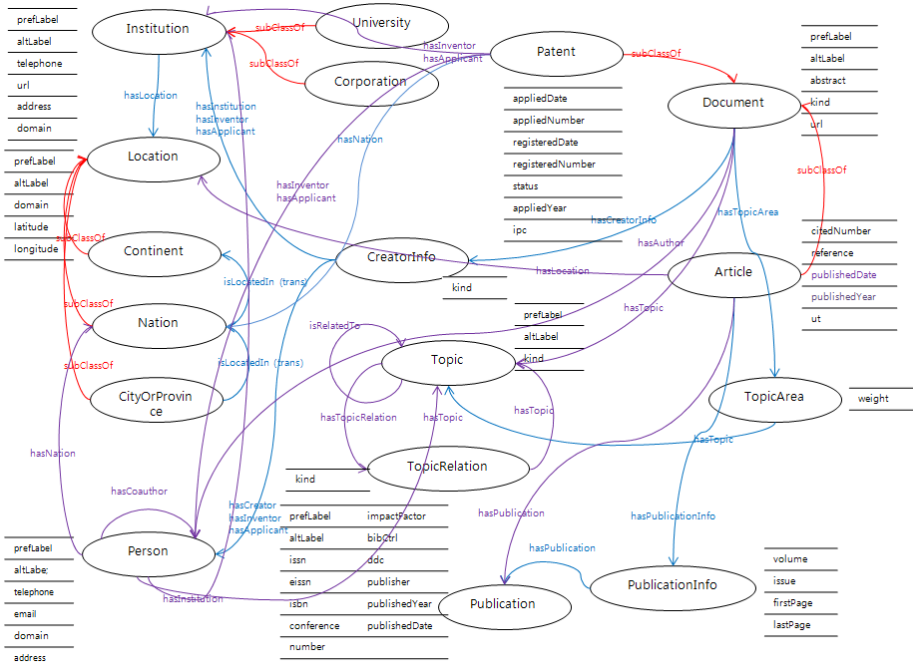 prefLabel
altLabel
telephone
url
address
domain
Institution
University
Corporation
subClassOf
subClassOf
hasInventor
hasApplicant
Patent
subClassOf
Document
prefLabel
altLabel
abstract
kind
url
hasLocation
hasInstitution
hasInventor
hasApplicant
hasNation
appliedDate
appliedNumber
registeredDate
registeredNumber
status
appliedYear
ipc
Location
prefLabel
altLabel
domain
latitude
longitude
hasInventor
hasApplicant
subClassOf
hasCreatorInfo
hasTopicArea
subClassOf
Continent
CreatorInfo
kind
hasAuthor
hasLocation
Article
citedNumber
reference
publishedDate
publishedYear
ut
isLocatedIn (trans)
subClassOf
Nation
isRelatedTo
prefLabel
altLabel
kind
hasTopic
Topic
isLocatedIn (trans)
subClassOf
CityOrProvin
ce
hasTopicRelation
hasTopic
hasTopic
TopicArea
weight
hasTopic
hasNation
TopicRelation
kind
hasCoauthor
hasCreator
hasInventor
hasApplicant
prefLabel
impactFactor
altLabel
bibCtrl
issn
ddc
eissn
publisher
isbn
publishedYear
conference
publishedDate
number
hasPublication
hasPublicationInfo
Person
prefLabel
altLabe;
telephone
email
domain
address
hasInstitution
hasPublication
Publication
PublicationInfo
volume
issue
firstPage
lastPage